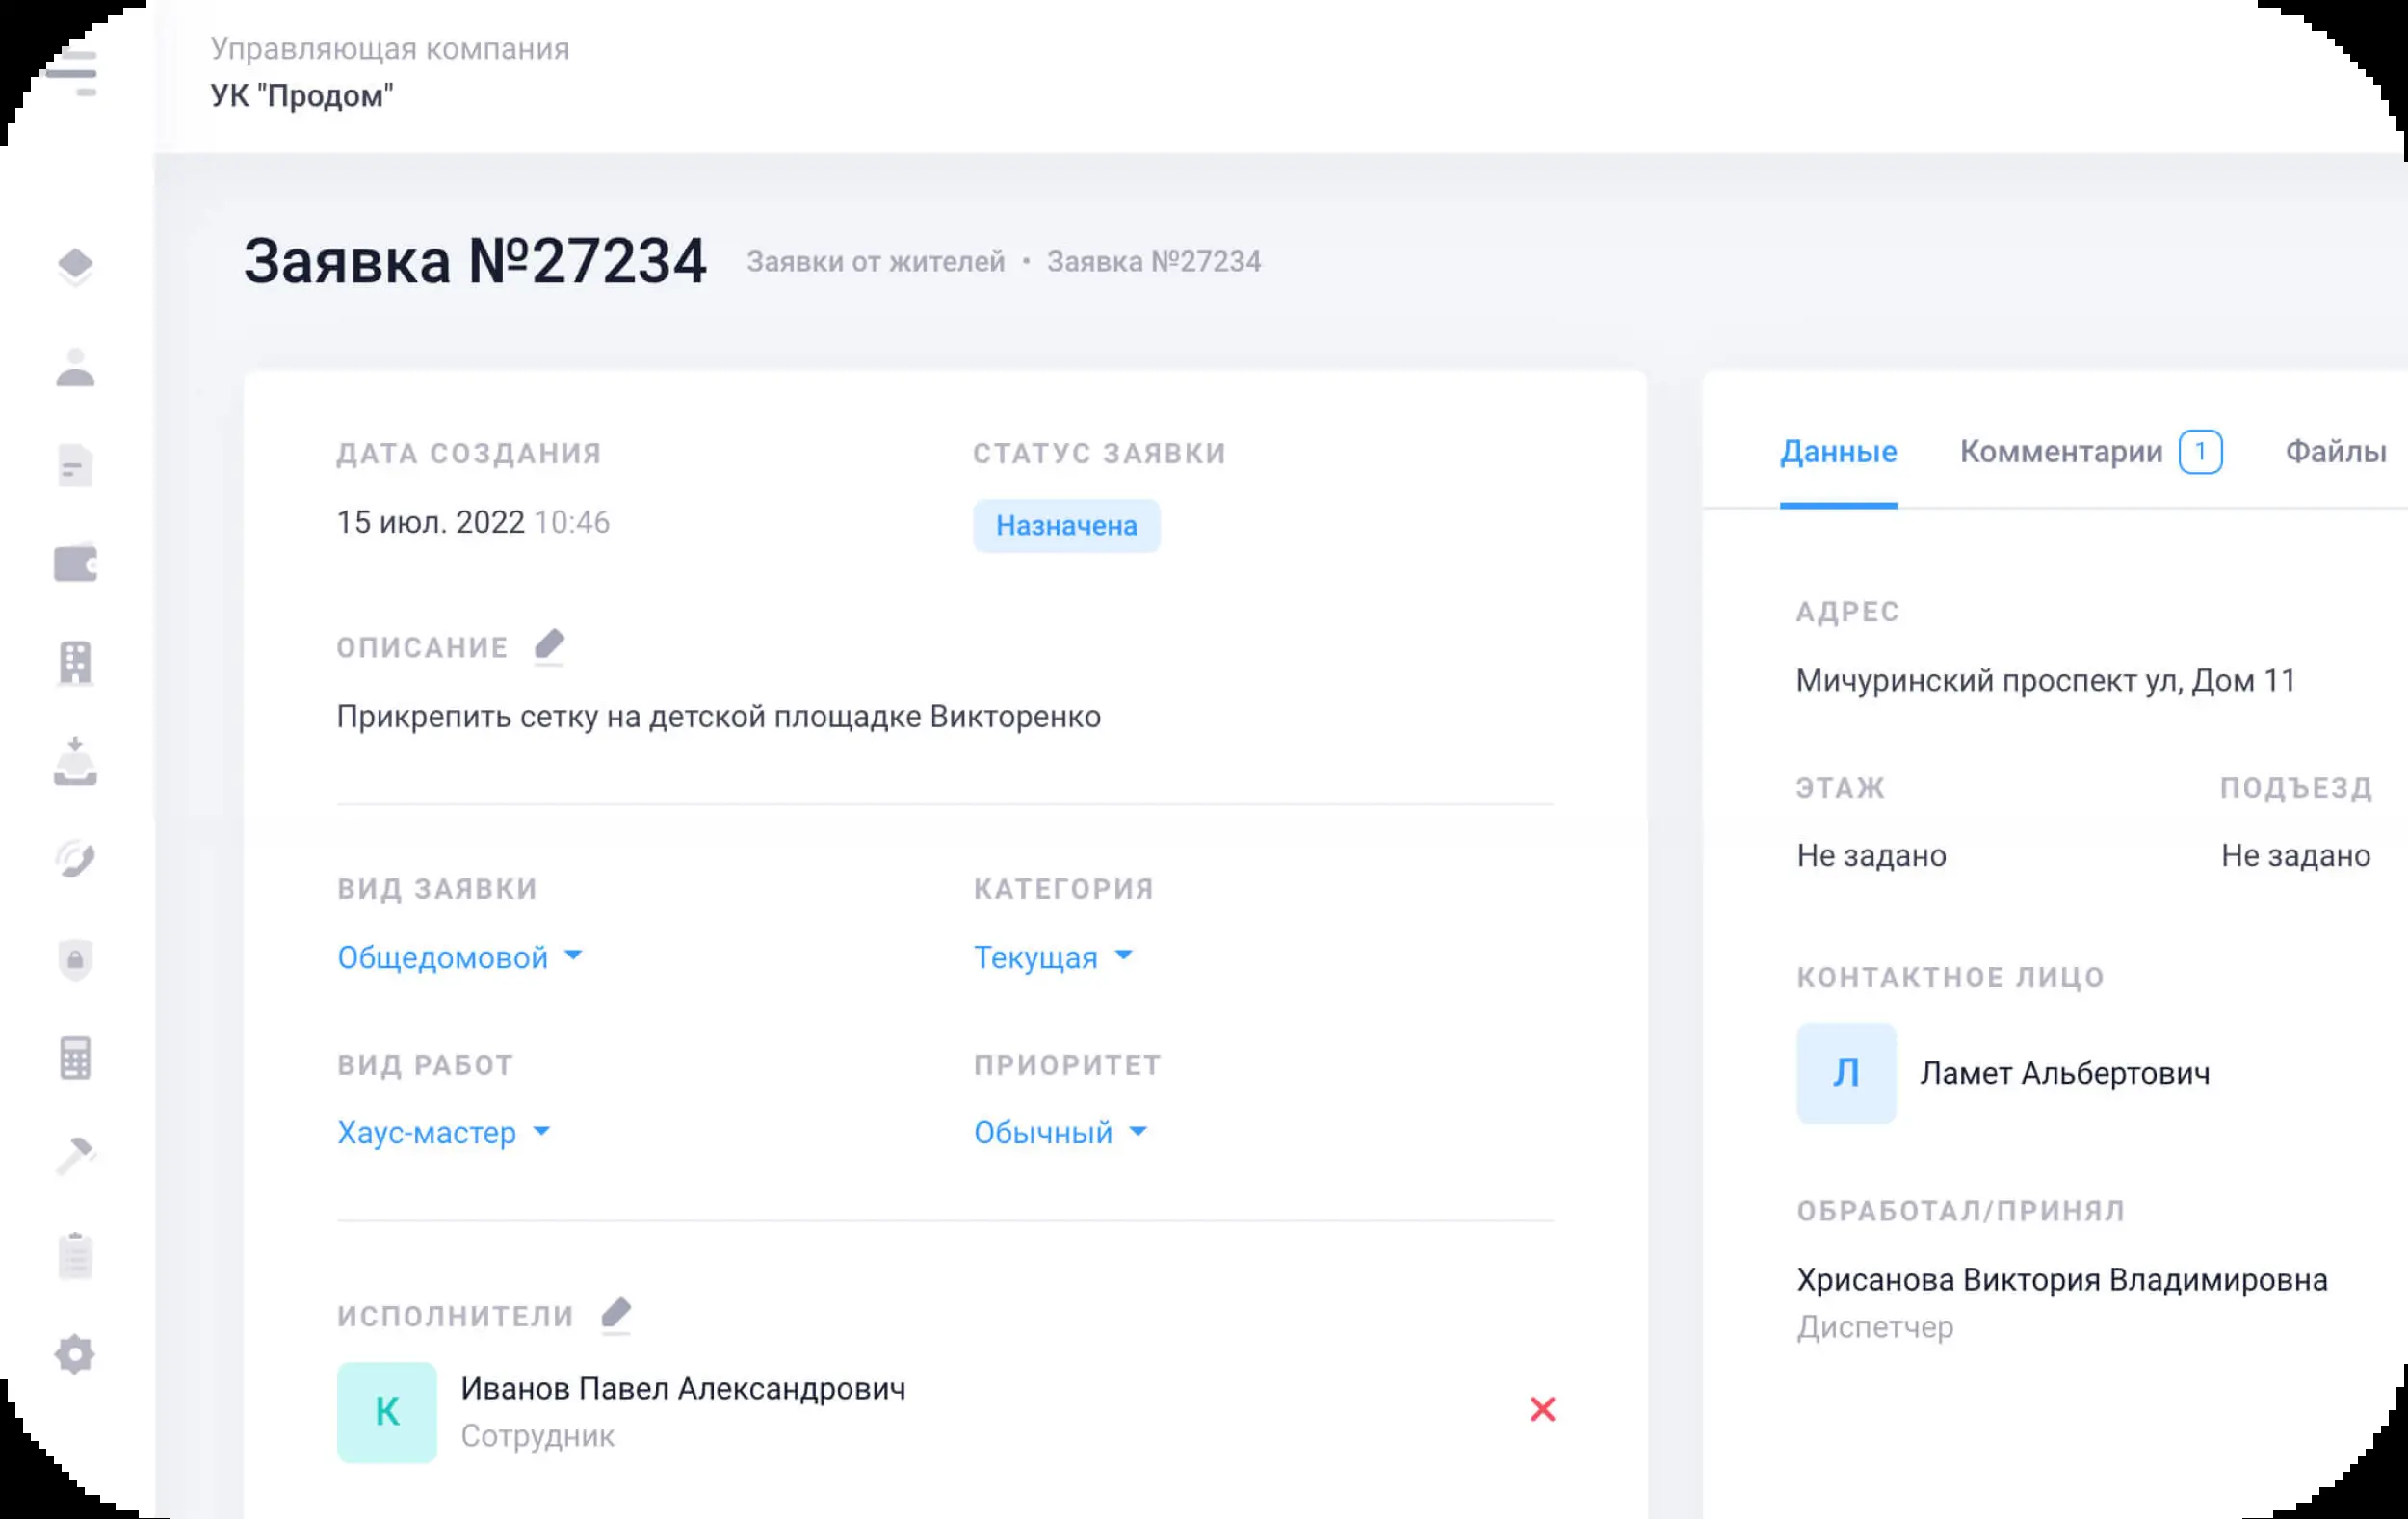 Управляющая компания
УК "Продом"
Заявка №27234
Заявки от жителей • Заявка №27234
ДАТА СОЗДАНИЯ
15 июл. 2022 10:46
СТАТУС ЗАЯВКИ
Назначена
ОПИСАНИЕ
Прикрепить сетку на детской площадке Викторенко
ВИД ЗАЯВКИ
Общедомовой
КАТЕГОРИЯ
Текущая
ВИД РАБОТ
Хаус-мастер
ПРИОРИТЕТ
Обычный
ИСПОЛНИТЕЛИ
К
Иванов Павел Александрович
Сотрудник
Данные Комментарии 1 Файлы
АДРЕС
Мичуринский проспект ул, Дом 11
ЭТАЖ
Не задано
ПОДЪЕЗД
Не задано
КОНТАКТНОЕ ЛИЦО
Л
Ламет Альбертович
ОБРАБОТАЛ/ПРИНЯЛ
Хрисанова Виктория Владимировна
Диспетчер